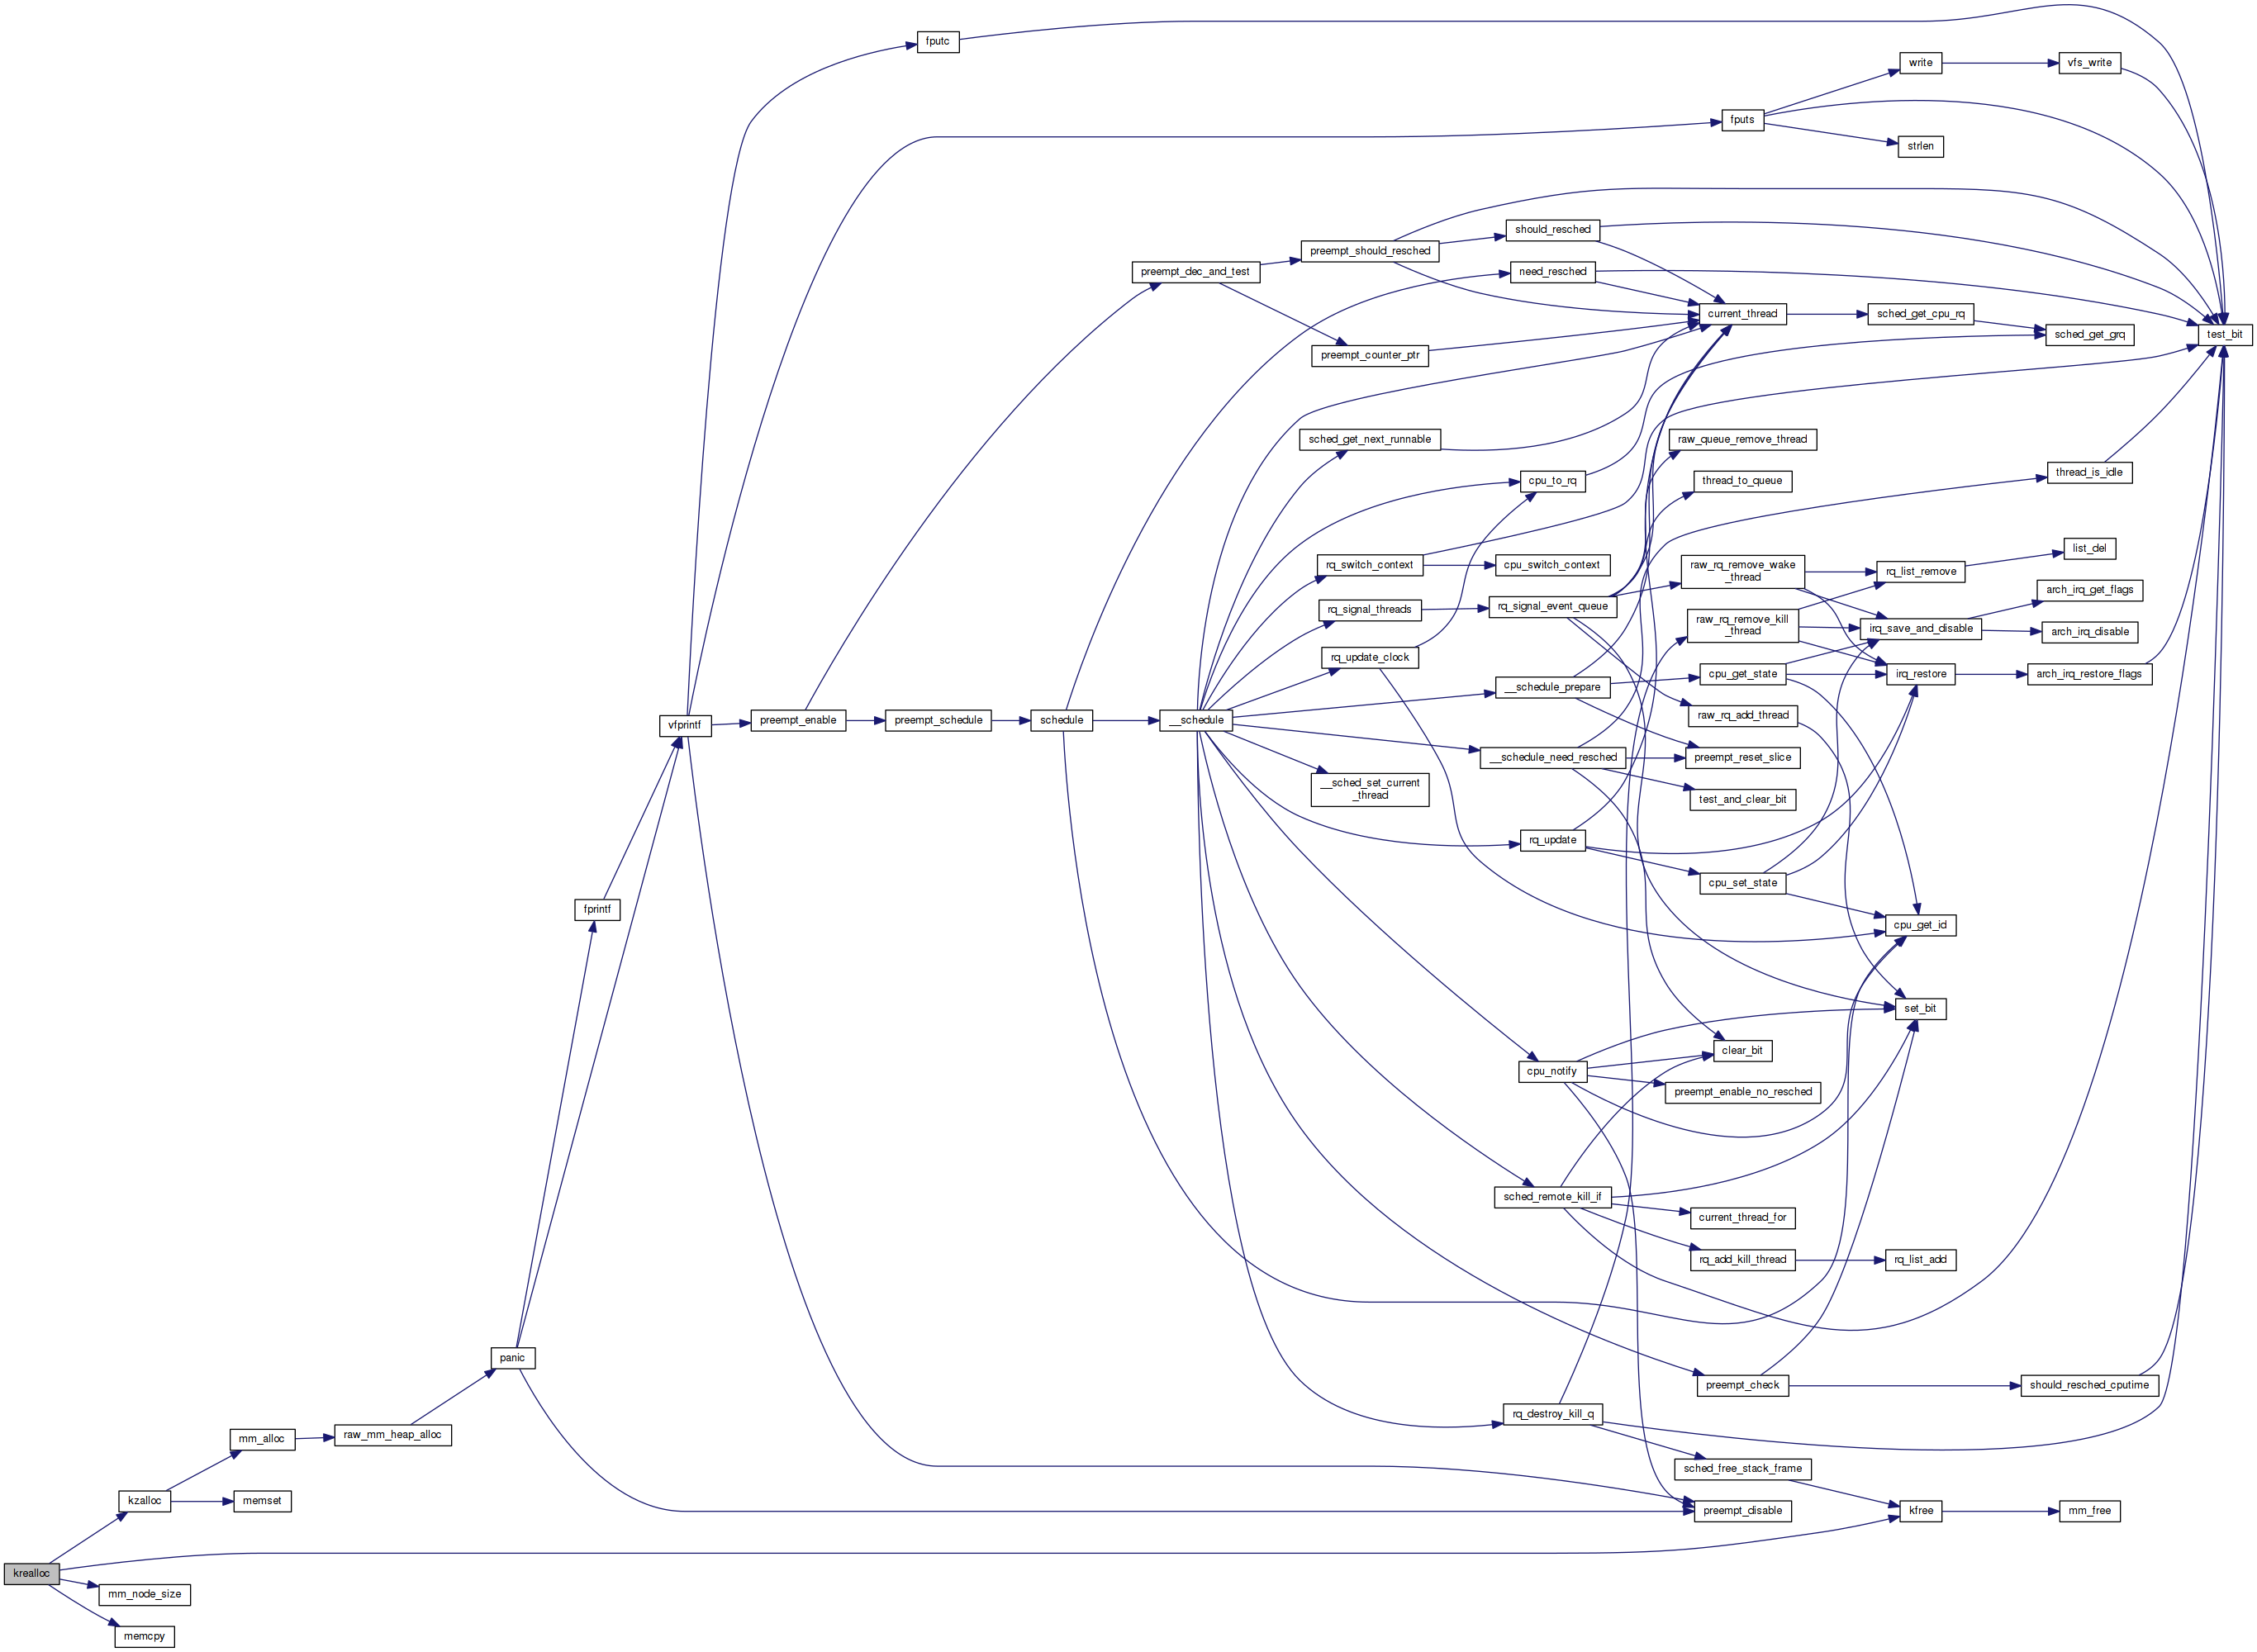 fputc
write
vfs_write
fputs
strlen
should_resched
preempt_should_resched
preempt_dec_and_test
need_resched
current_thread
sched_get_cpu_rq
sched_get_grq
test_bit
preempt_counter_ptr
sched_get_next_runnable
raw_queue_remove_thread
thread_is_idle
cpu_to_rq
thread_to_queue
list_del
rq_switch_context
cpu_switch_context
raw_rq_remove_wake
_thread
rq_list_remove
arch_irq_get_flags
rq_signal_threads
rq_signal_event_queue
raw_rq_remove_kill
_thread
irq_save_and_disable
arch_irq_disable
rq_update_clock
cpu_get_state
irq_restore
arch_irq_restore_flags
__schedule_prepare
raw_rq_add_thread
vfprintf
preempt_enable
preempt_schedule
schedule
__schedule
__schedule_need_resched
preempt_reset_slice
__sched_set_current
_thread
test_and_clear_bit
rq_update
cpu_set_state
fprintf
cpu_get_id
set_bit
clear_bit
cpu_notify
preempt_enable_no_resched
sched_remote_kill_if
current_thread_for
rq_add_kill_thread
rq_list_add
panic
preempt_check
should_resched_cputime
rq_destroy_kill_q
mm_alloc
raw_mm_heap_alloc
sched_free_stack_frame
kzalloc
memset
preempt_disable
kfree
mm_free
krealloc
mm_node_size
memcpy